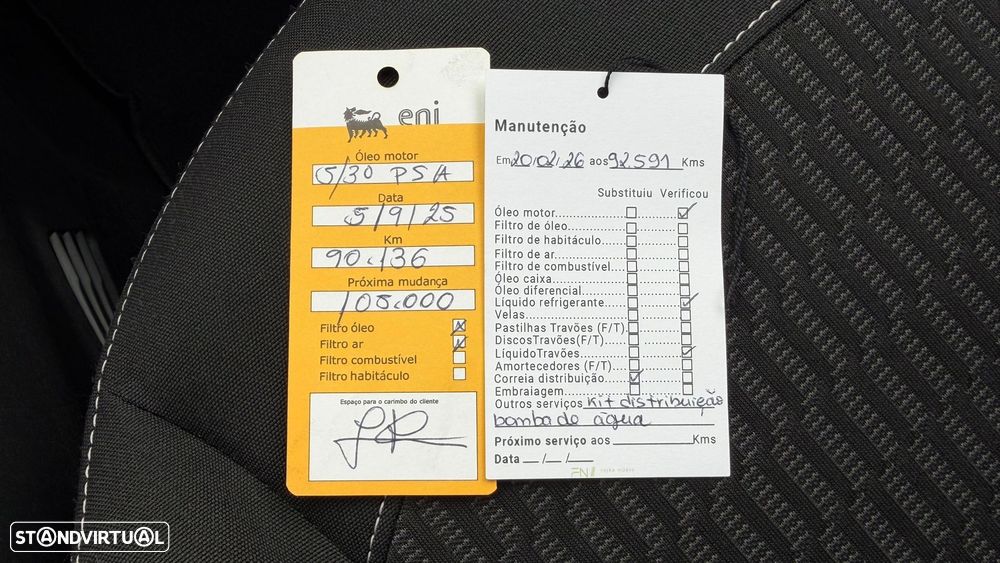 eni
Óleo motor
5/30 PSA
Data
5/9/25
Km
90.136
Próxima mudança
105.000
Filtro óleo
Filtro ar
Filtro combustível
Filtro habitáculo
Espaço para o carimbo do cliente
Manutenção
Em 20/02/26 aos 92.591 Kms
Substituiu Verificou
Óleo motor
Filtro de óleo
Filtro de habitáculo
Filtro de ar
Filtro de combustível
Óleo caixa
Óleo diferencial
Líquido refrigerante
Velas
Pastilhas Travões (F/T)
DiscosTravões(F/T)
LíquidoTravões
Amortecedores (F/T)
Correia distribuição
Embraiagem
Outros serviços Kit distribuição
bomba de água
Próximo serviço aos Kms
Data / /
STANDVIRTUAL